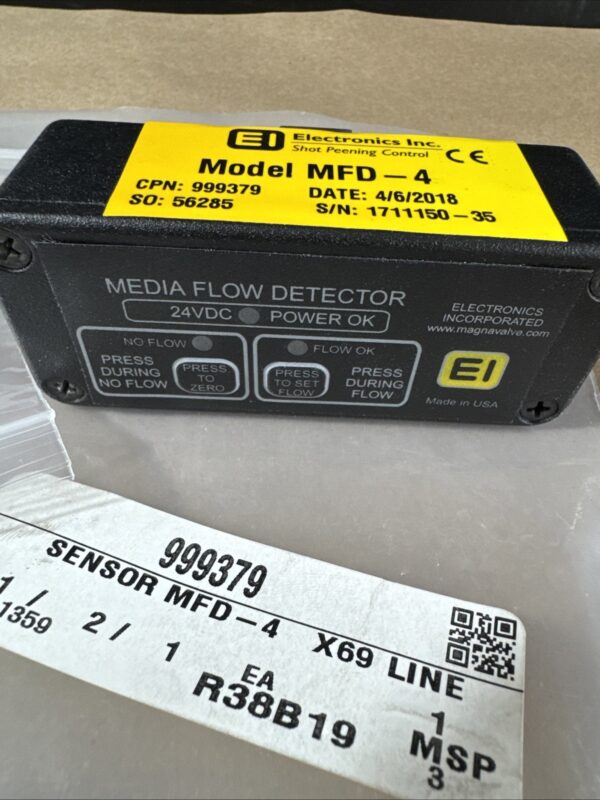 EI Electronics Inc.
Shot Peening Control
CE
Model MFD-4
CPN: 999379 DATE: 4/6/2018
SO: 56285 S/N: 1711150-35
MEDIA FLOW DETECTOR
24VDC POWER OK
NO FLOW
PRESS DURING NO FLOW
PRESS TO ZERO
FLOW OK
PRESS TO SET FLOW
PRESS DURING FLOW
ELECTRONICS
INCORPORATED
www.magnavalve.com
EI
Made in USA
999379
SENSOR MFD-4 X69 LINE
1/ 2/ 1 EA 1
1359 R38B19 MSP
3